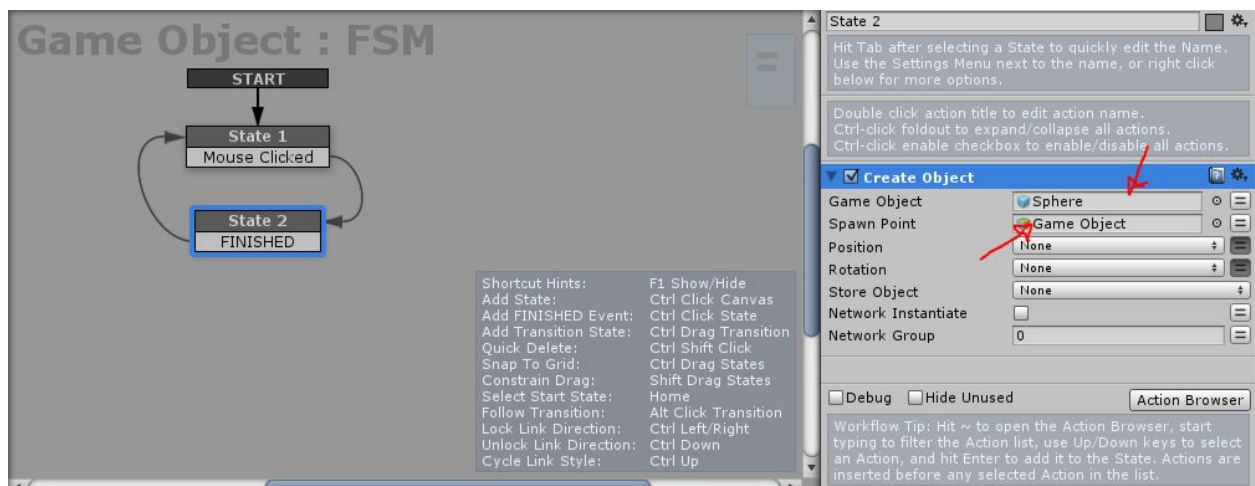 Game Object : FSM
START
State 1
Mouse Clicked
State 2
FINISHED
Shortcut Hints: F1 Show/Hide
Add State: Ctrl Click Canvas
Add FINISHED Event: Ctrl Click State
Add Transition State: Ctrl Drag Transition
Quick Delete: Ctrl Shift Click
Snap To Grid: Ctrl Drag States
Constrain Drag: Shift Drag States
Select Start State: Home
Follow Transition: Alt Click Transition
Lock Link Direction: Ctrl Left/Right
Unlock Link Direction: Ctrl Down
Cycle Link Style: Ctrl Up
State 2
Hit Tab after selecting a State to quickly edit the Name.
Use the Settings Menu next to the name, or right click
below for more options.
Double click action title to edit action name.
Ctrl-click foldout to expand/collapse all actions.
Ctrl-click enable checkbox to enable/disable all actions.
Create Object
Game Object Sphere
Spawn Point Game Object
Position None
Rotation None
Store Object None
Network Instantiate
Network Group 0
Debug Hide Unused Action Browser
Workflow Tip: Hit ~ to open the Action Browser, start
typing to filter the Action list, use Up/Down keys to select
an Action, and hit Enter to add it to the State. Actions are
inserted before any selected Action in the list.